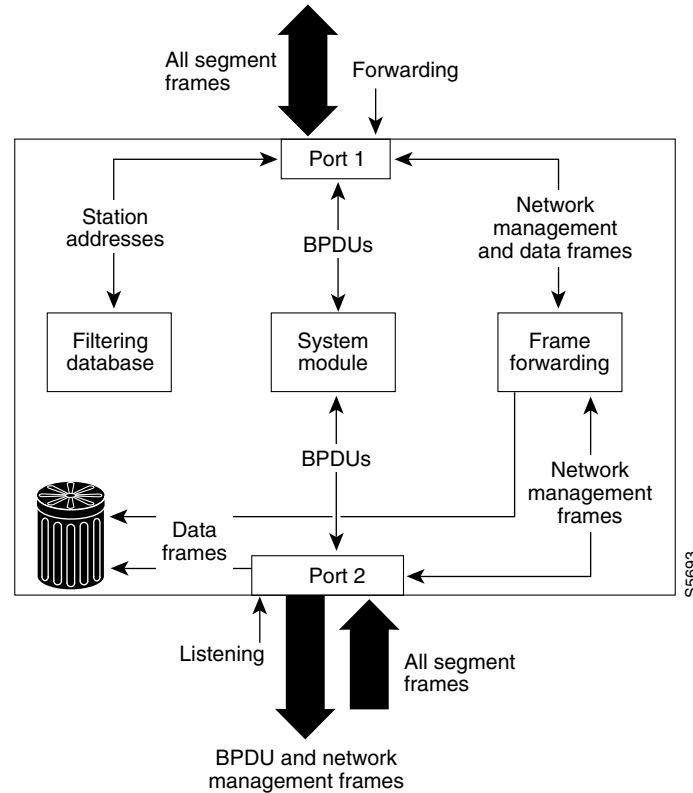 All segment
frames
Forwarding
Port 1
Station
addresses
BPDUs
Network
management
and data frames
Filtering
database
System
module
Frame
forwarding
BPDUs
Network
management
frames
Data
frames
Port 2
S5693
Listening
All segment
frames
BPDU and network
management frames